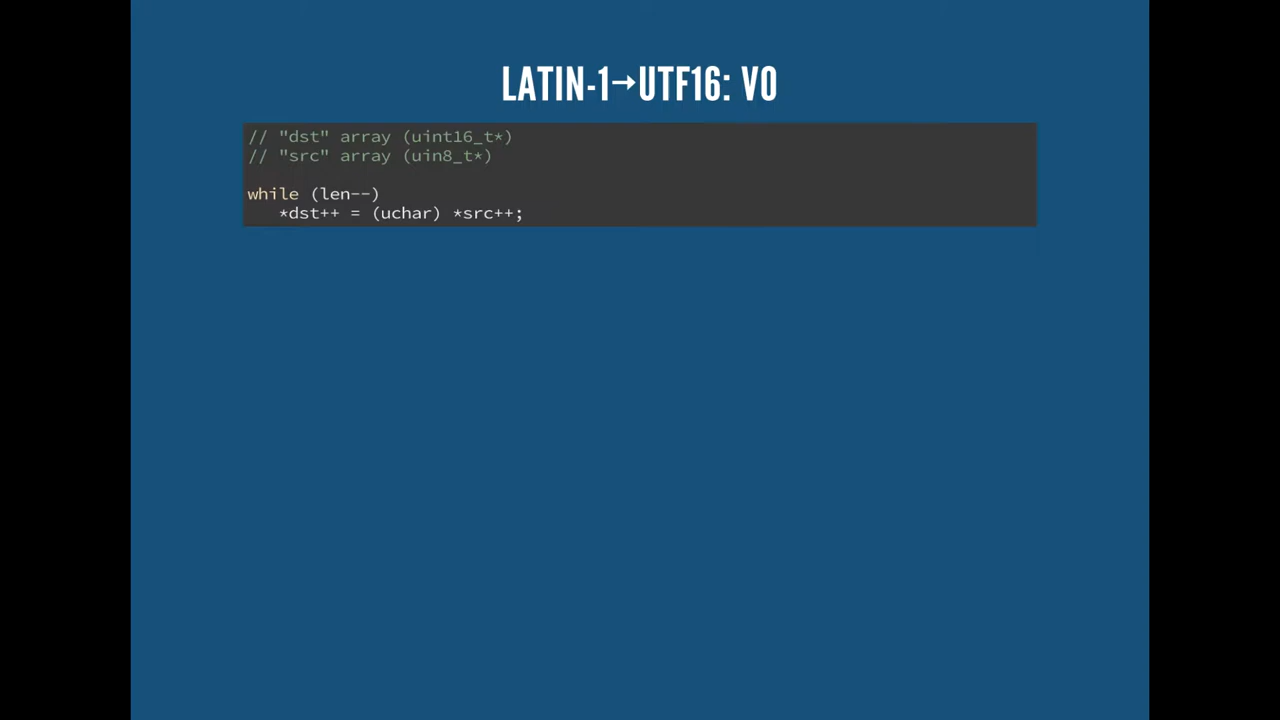 LATIN-1→UTF16: V0
// "dst" array (uint16_t*)
// "src" array (uin8_t*)
while (len--)
*dst++ = (uchar) *src++;